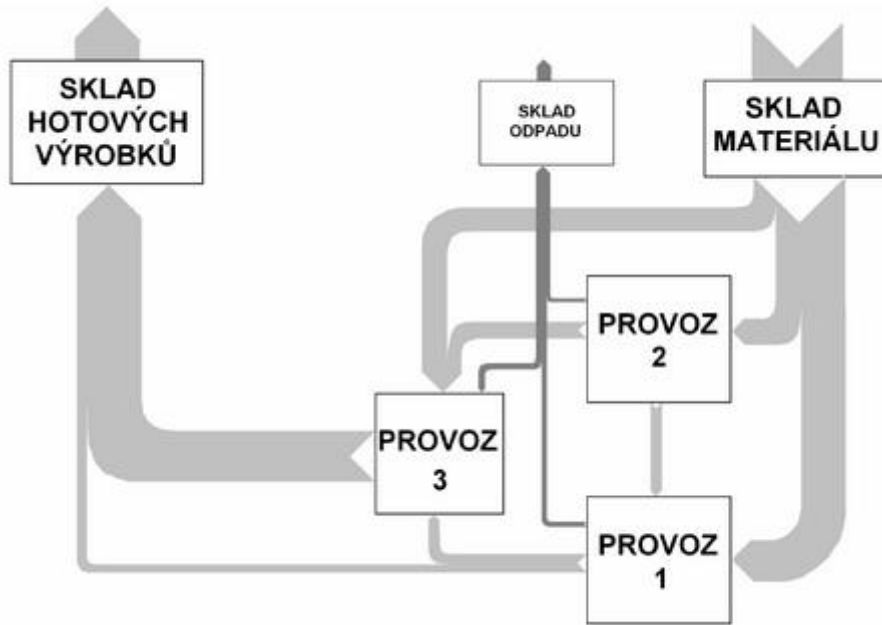 SKLAD
HOTOVÝCH
VÝROBKŮ
SKLAD
ODPADU
SKLAD
MATERIÁLU
PROVOZ
2
PROVOZ
3
PROVOZ
1